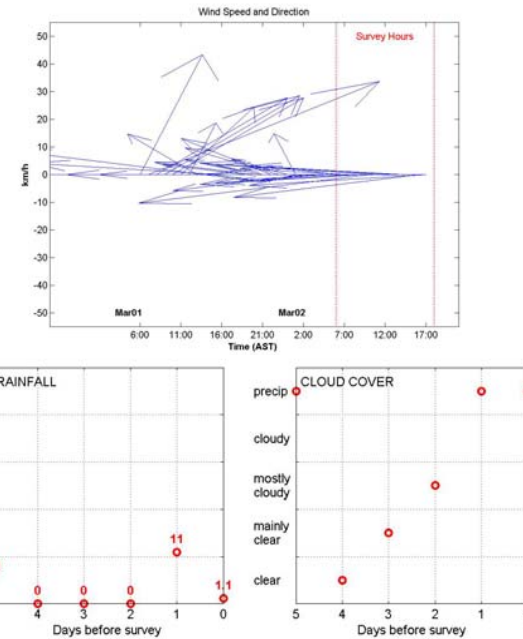 Wind Speed and Direction
Survey Hours
50
40
30
20
10
0
-10
-20
-30
-40
-50
km/h
Mar01
Mar02
6:00 11:00 16:00 21:00 2:00 7:00 12:00 17:00
Time (AST)
RAINFALL
11
0 0 0 1.1
4 3 2 1 0
Days before survey
CLOUD COVER
precip
cloudy
mostly
cloudy
mainly
clear
clear
5 4 3 2 1
Days before survey